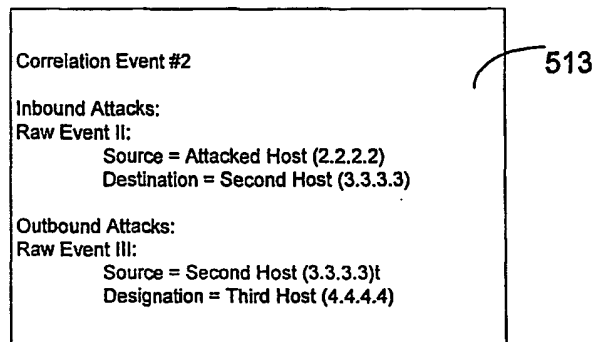 Correlation Event #2
513
Inbound Attacks:
Raw Event II:
Source = Attacked Host (2.2.2.2)
Destination = Second Host (3.3.3.3)
Outbound Attacks:
Raw Event III:
Source = Second Host (3.3.3.3)t
Designation = Third Host (4.4.4.4)